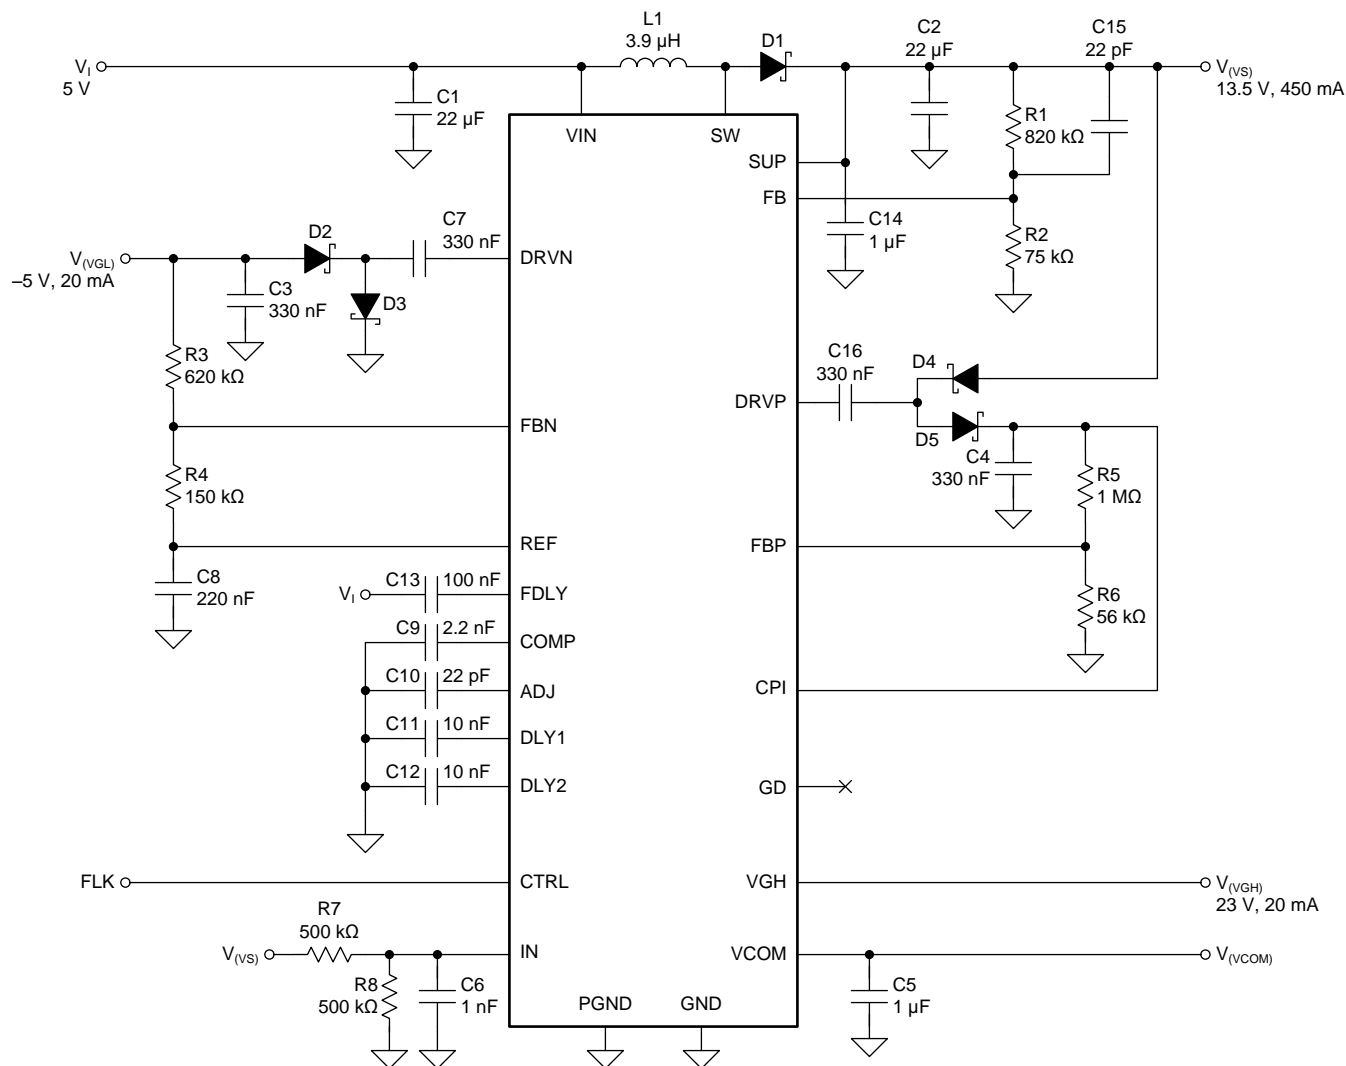 L1
3.9 µH
D1
C2
22 µF
C15
22 pF
V(VS)
13.5 V, 450 mA
VI
5 V
C1
22 µF
VIN
SW
R1
820 kΩ
SUP
FB
C14
1 µF
R2
75 kΩ
C7
330 nF
D2
V(VGL)
–5 V, 20 mA
DRVN
C3
330 nF
D3
R3
620 kΩ
C16
330 nF
D4
DRVP
D5
FBN
C4
330 nF
R5
1 MΩ
R4
150 kΩ
REF
FBP
C8
220 nF
VI
C13
100 nF
FDLY
R6
56 kΩ
C9
2.2 nF
COMP
C10
22 pF
ADJ
CPI
C11
10 nF
DLY1
C12
10 nF
DLY2
GD
FLK
CTRL
VGH
V(VGH)
23 V, 20 mA
R7
500 kΩ
V(VS)
IN
VCOM
V(VCOM)
R8
500 kΩ
C6
1 nF
PGND
GND
C5
1 µF